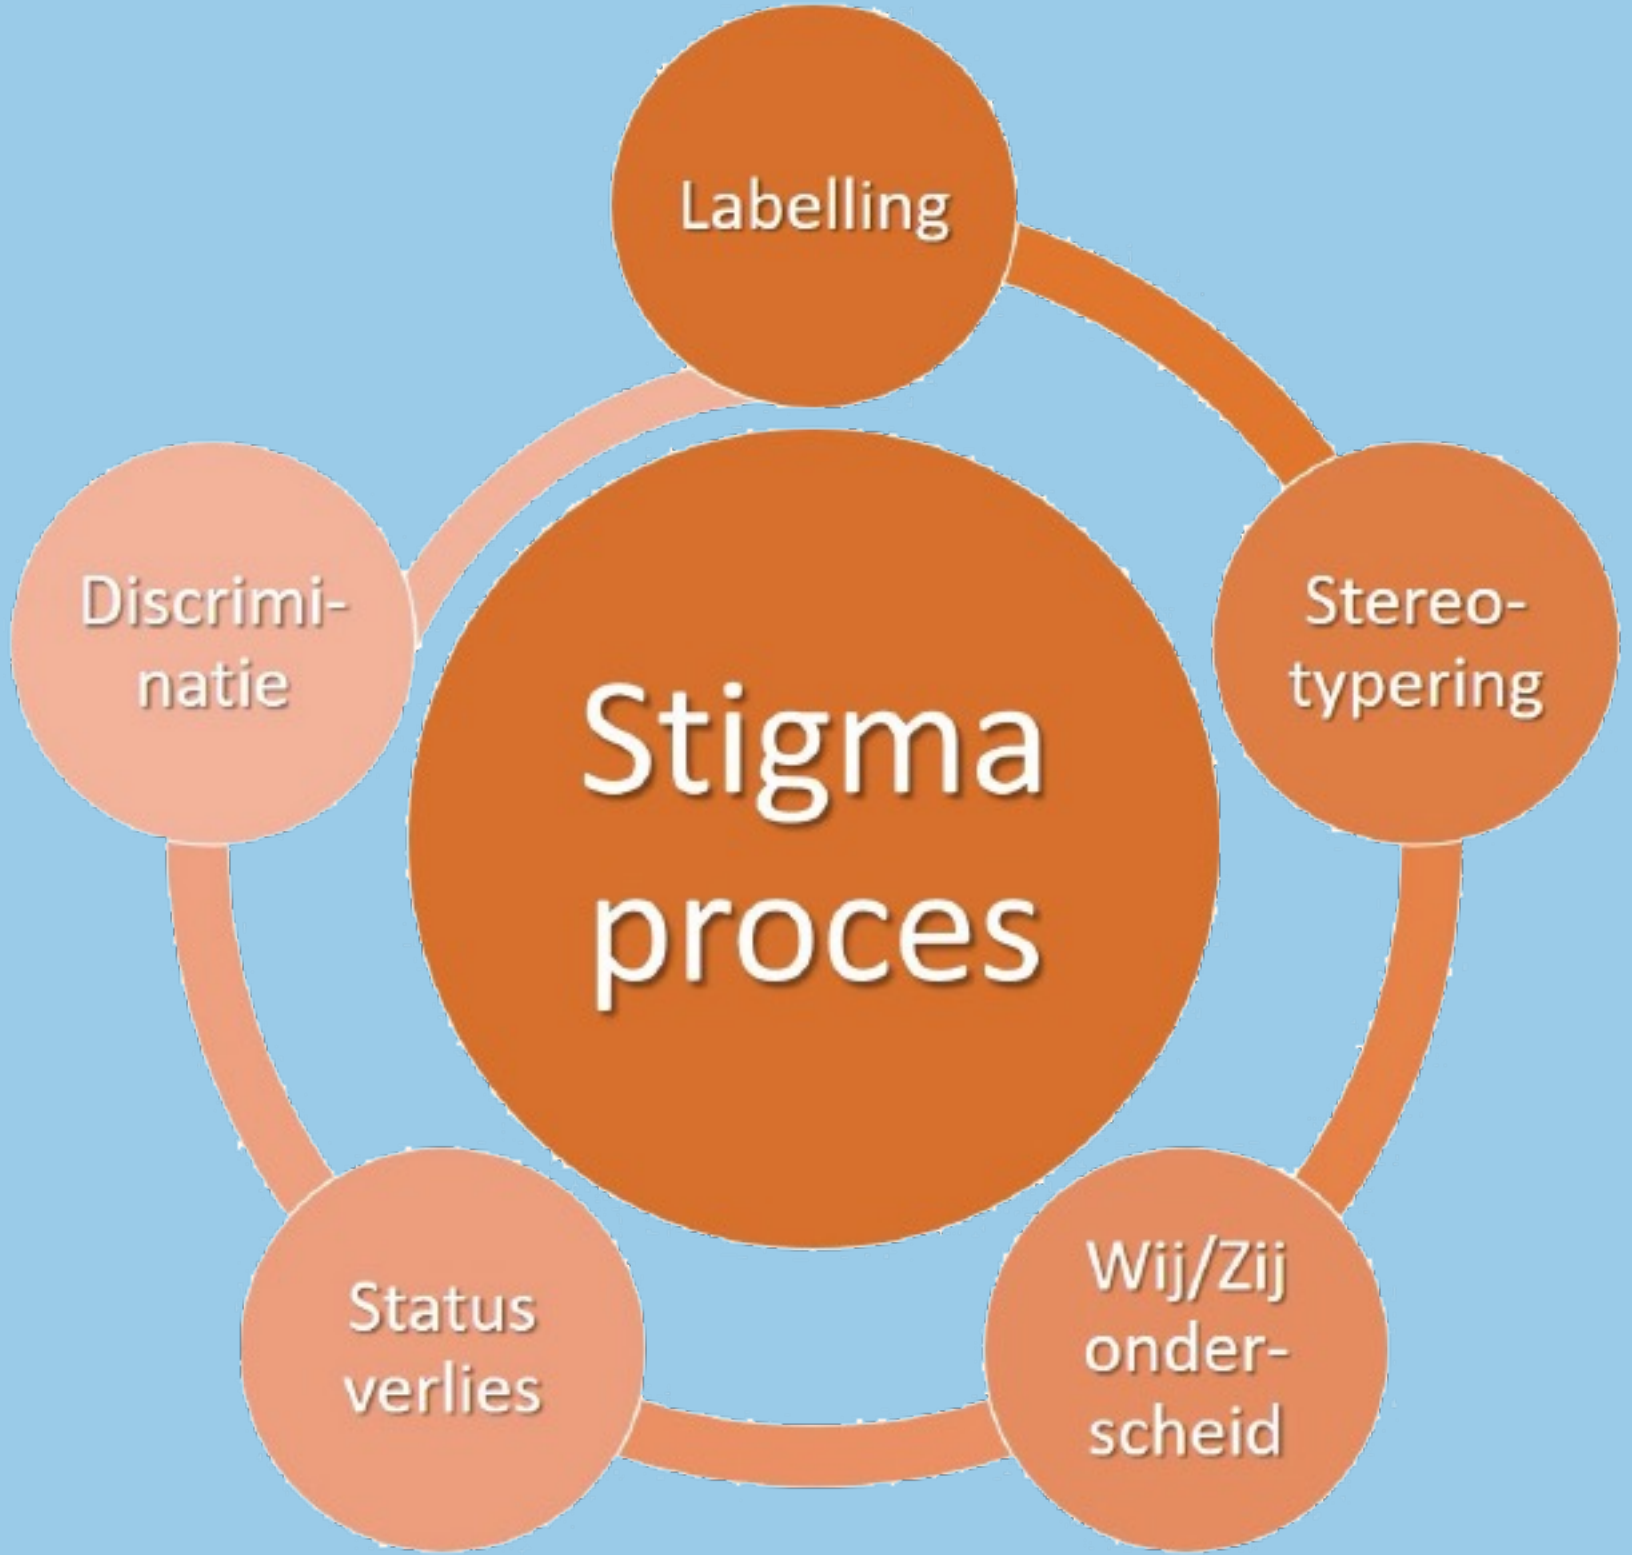 Labelling
Stereo-
typering
Wij/Zij
onder-
scheid
Status
verlies
Discrimi-
natie
Stigma
proces